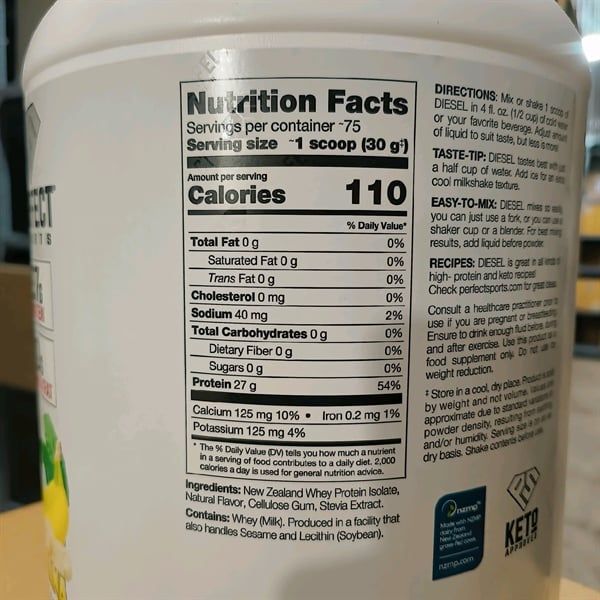 Nutrition Facts
Servings per container ~75
Serving size ~1 scoop (30 g‡)
Amount per serving
Calories 110
% Daily Value*
Total Fat 0 g 0%
Saturated Fat 0 g 0%
Trans Fat 0 g 0%
Cholesterol 0 mg 0%
Sodium 40 mg 2%
Total Carbohydrates 0 g 0%
Dietary Fiber 0 g 0%
Sugars 0 g 0%
Protein 27 g 54%
Calcium 125 mg 10% • Iron 0.2 mg 1%
Potassium 125 mg 4%
* The % Daily Value (DV) tells you how much a nutrient
in a serving of food contributes to a daily diet. 2,000
calories a day is used for general nutrition advice.
Ingredients: New Zealand Whey Protein Isolate,
Natural Flavor, Cellulose Gum, Stevia Extract.
Contains: Whey (Milk). Produced in a facility that
also handles Sesame and Lecithin (Soybean).
DIRECTIONS: Mix or shake 1 scoop of
DIESEL in 4 fl. oz. (1/2 cup) of cold water
or your favorite beverage. Adjust amount
of liquid to suit taste, but less is more!
TASTE-TIP: DIESEL tastes best with just
a half cup of water. Add ice for an extra
cool milkshake texture.
EASY-TO-MIX: DIESEL mixes so easily
you can just use a fork, or you can use a
shaker cup or a blender. For best mixing
results, add liquid before powder.
RECIPES: DIESEL is great in all kinds of
high- protein and keto recipes!
Check perfectsports.com for great ideas.
Consult a healthcare practitioner prior to
use if you are pregnant or breastfeeding.
Ensure to drink enough fluid before, during,
and after exercise. Use this product as a
food supplement only. Do not use for
weight reduction.
‡ Store in a cool, dry place. Product is sold
by weight and not volume. Values are
approximate due to standard variations in
powder density, resulting from settling
and/or humidity. Serving size is on a
dry basis. Shake contents before use.
nzmp
Made with NZMP
dairy from
New Zealand
grass-fed cows.
nzmp.com
KETO
APPROVED